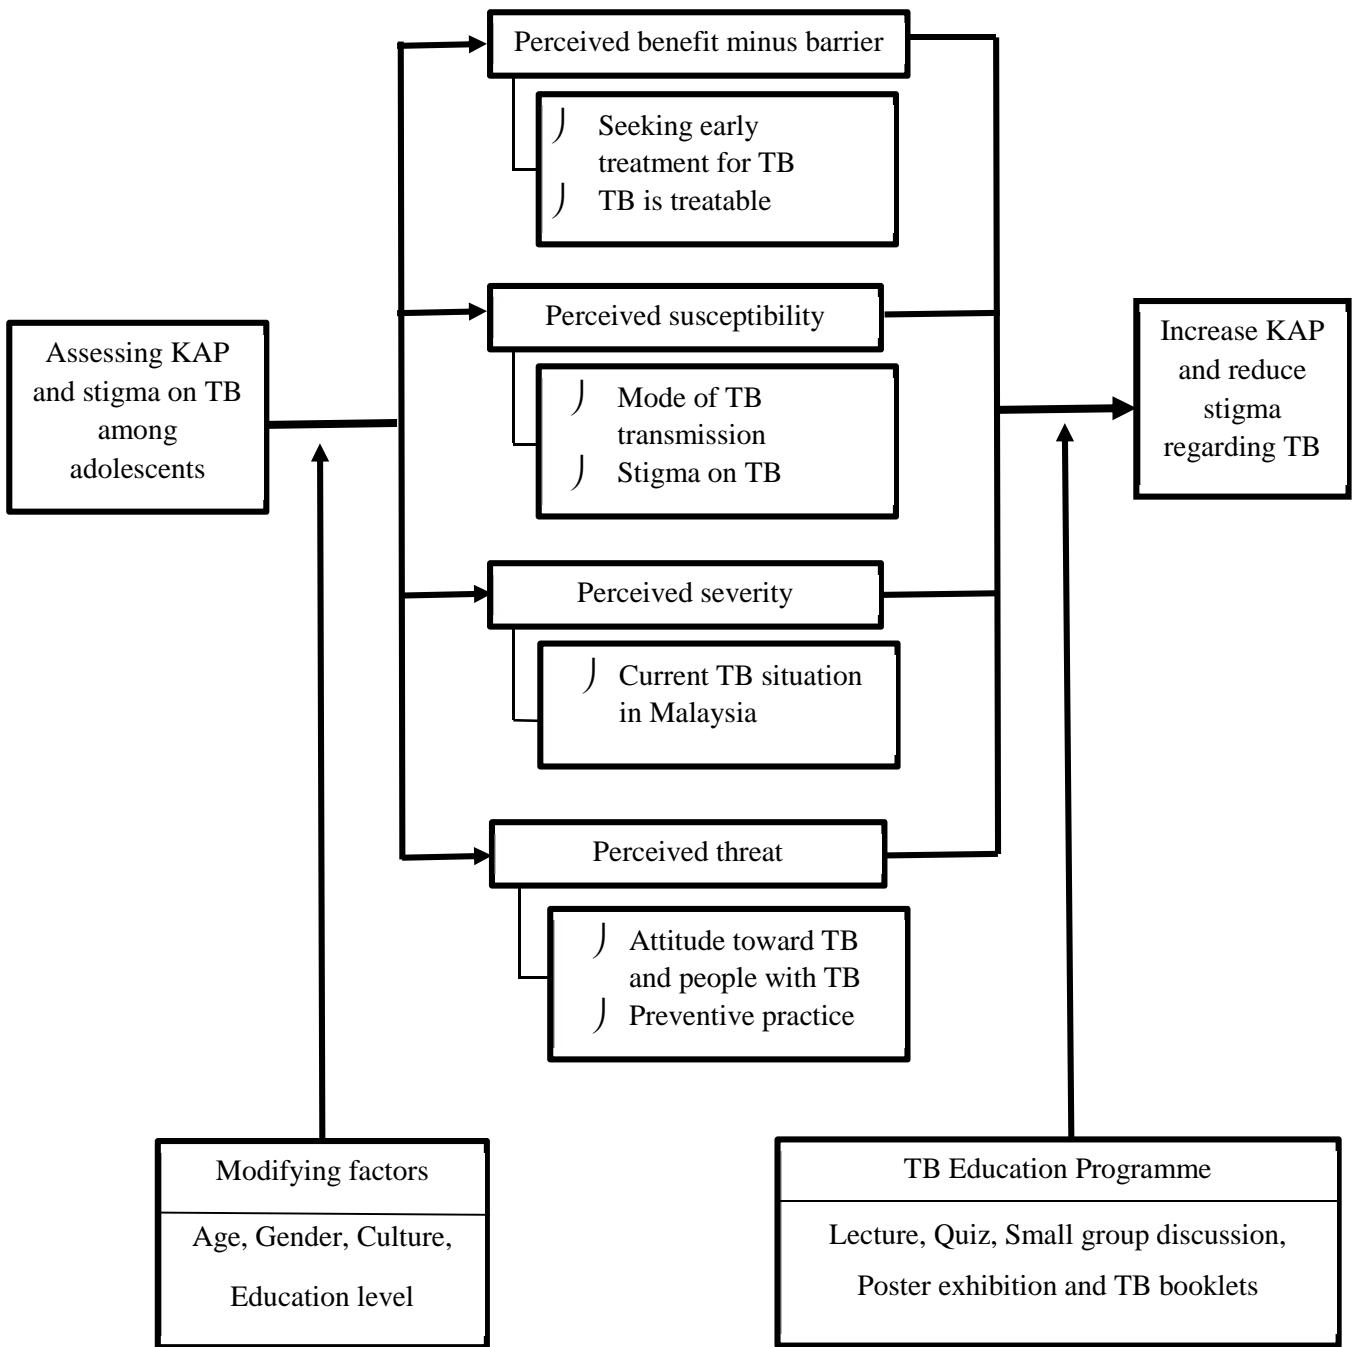 Perceived benefit minus barrier
Seeking early
treatment for TB
TB is treatable
Perceived susceptibility
Mode of TB
transmission
Stigma on TB
Assessing KAP
and stigma on TB
among
adolescents
Increase KAP
and reduce
stigma
regarding TB
Perceived severity
Current TB situation
in Malaysia
Perceived threat
Attitude toward TB
and people with TB
Preventive practice
Modifying factors
Age, Gender, Culture,
Education level
TB Education Programme
Lecture, Quiz, Small group discussion,
Poster exhibition and TB booklets